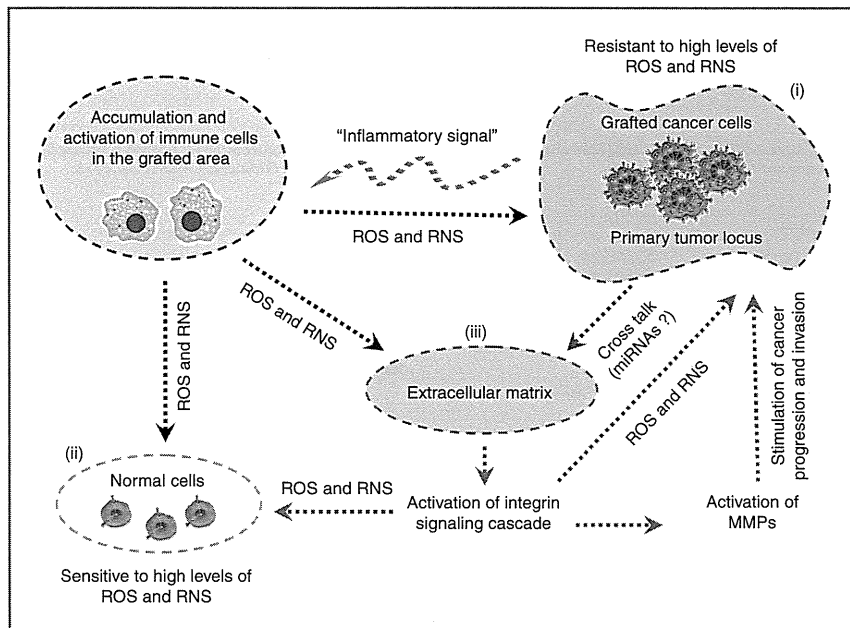 Resistant to high levels of
ROS and RNS
(i)
Accumulation and
activation of immune cells
in the grafted area
"Inflammatory signal"
Grafted cancer cells
ROS and RNS
Primary tumor locus
ROS and RNS
ROS and RNS
(iii)
Extracellular matrix
Cross talk
(miRNAs ?)
ROS and RNS
Stimulation of cancer
progression and invasion
(ii)
Normal cells
ROS and RNS
Activation of integrin
signaling cascade
Activation of
MMPs
Sensitive to high levels of
ROS and RNS